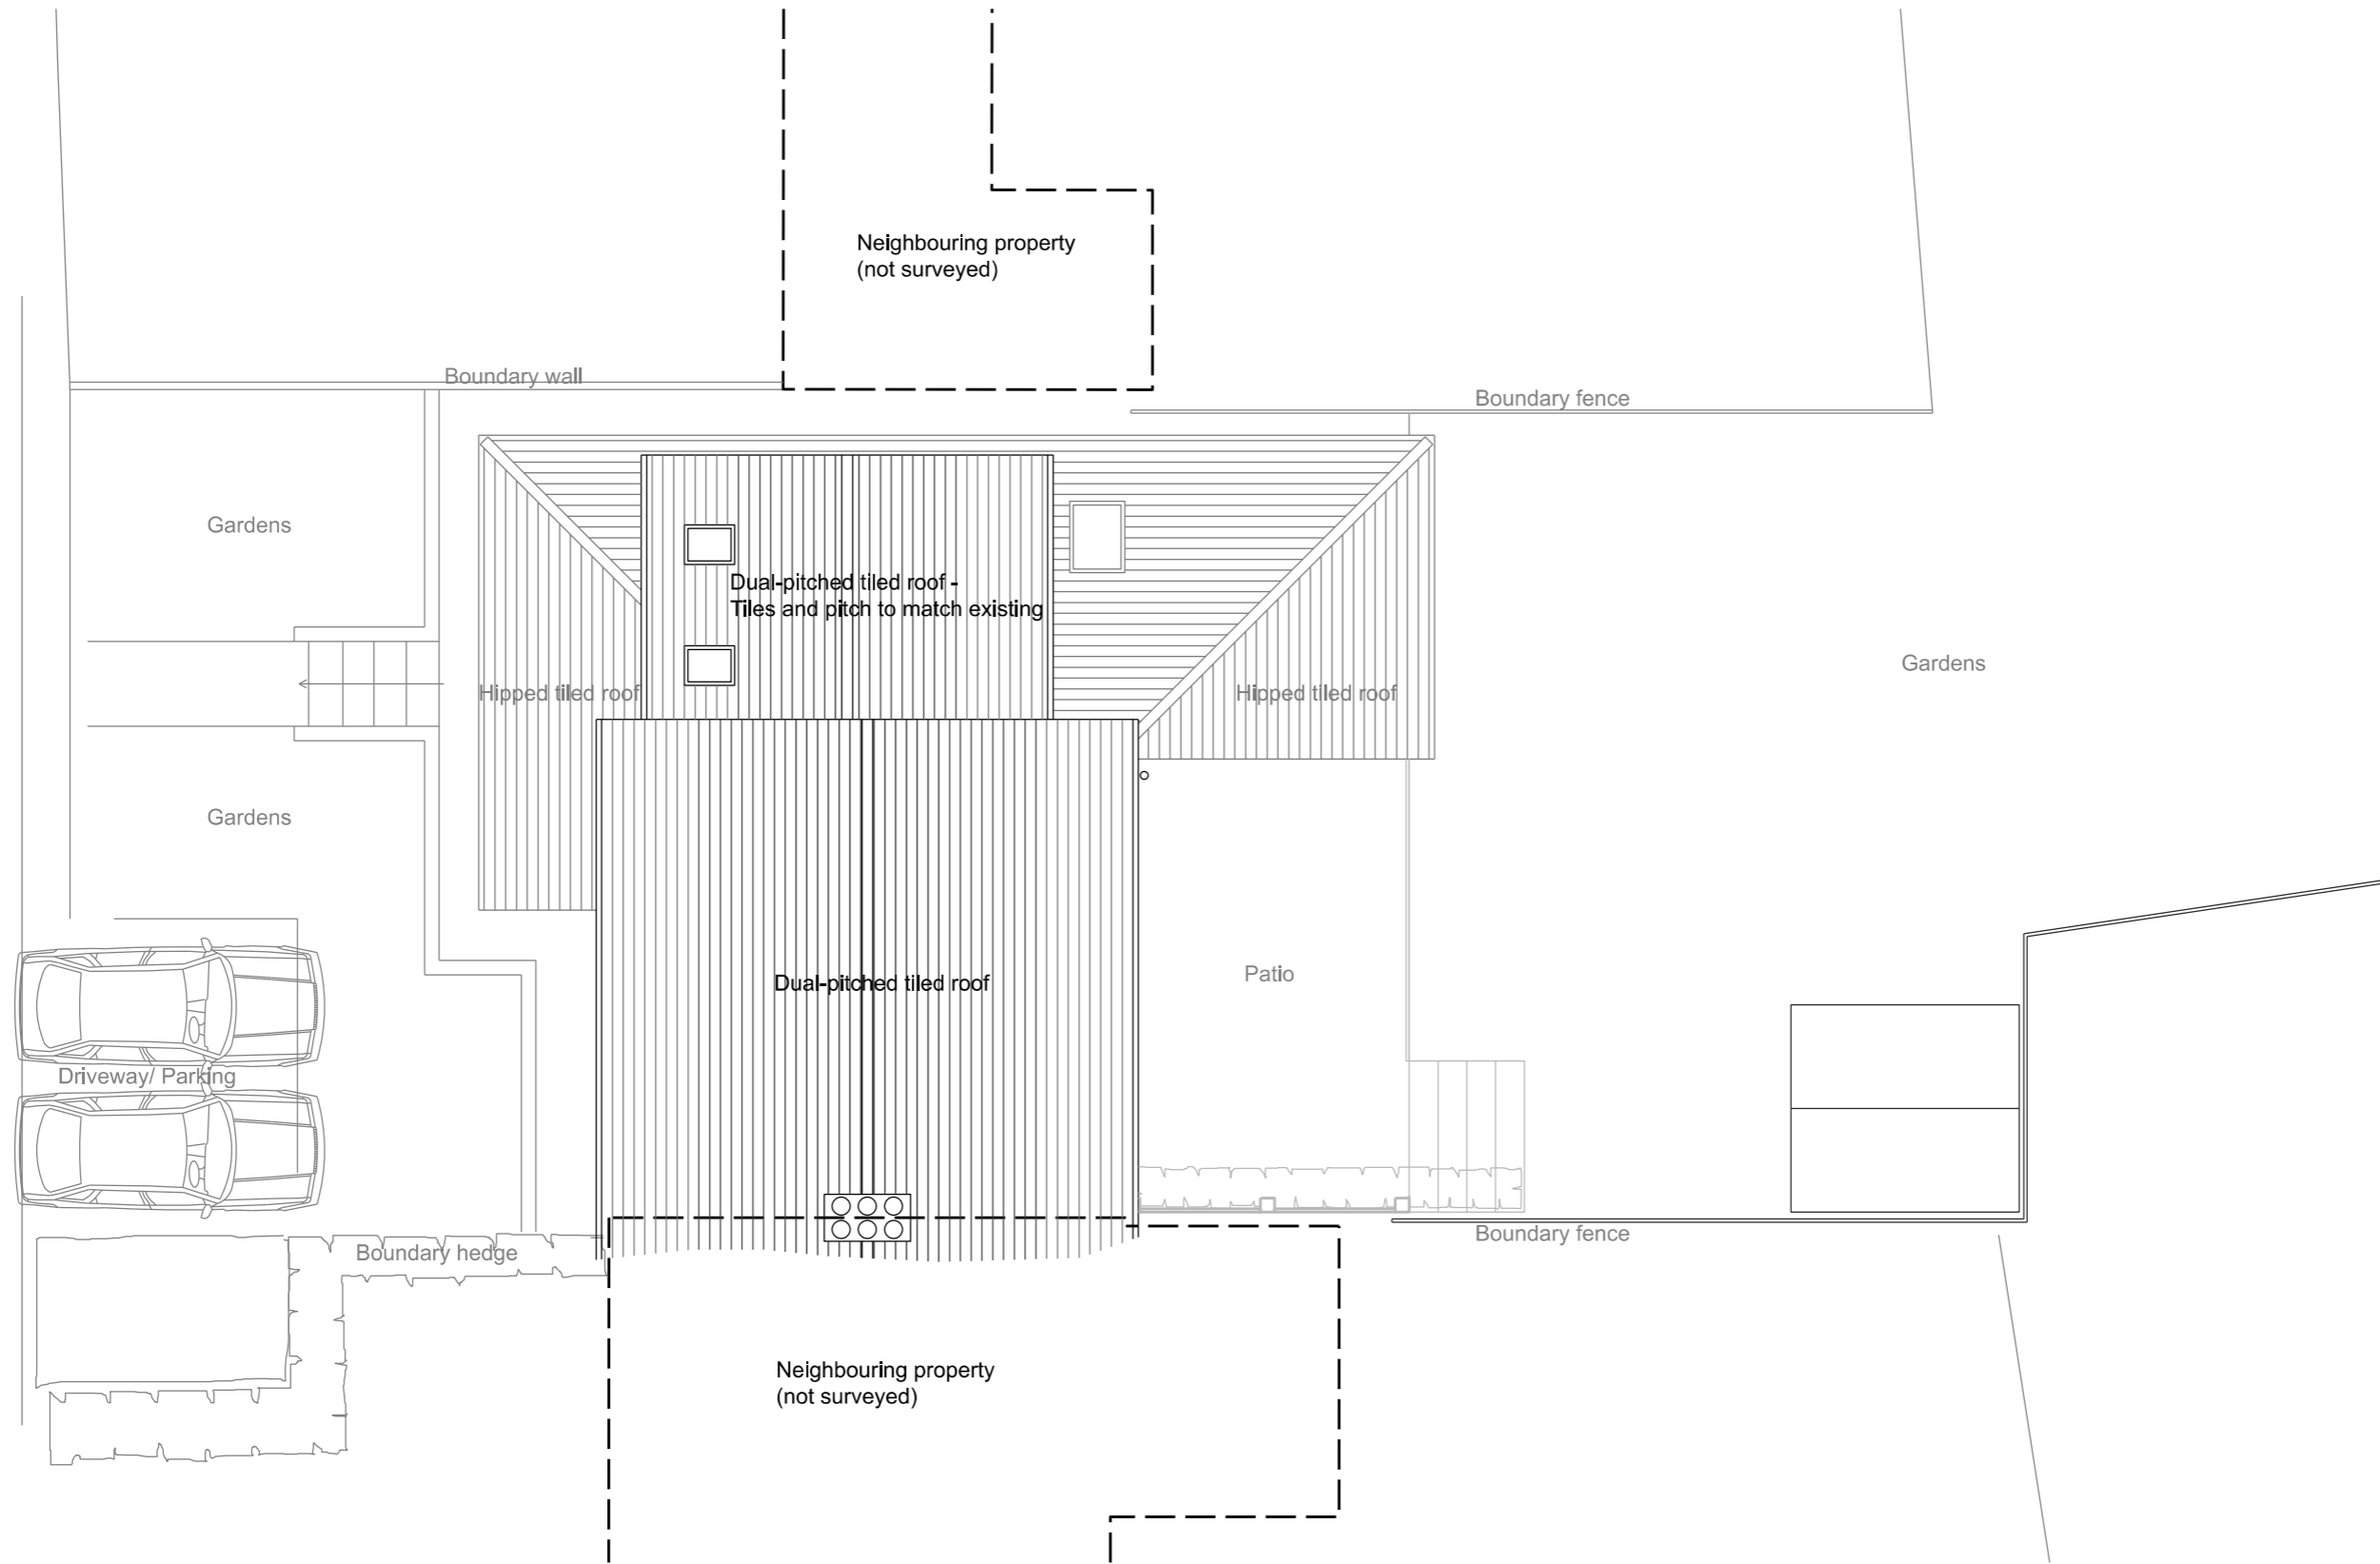 Neighbouring property
(not surveyed)
Boundary wall
Boundary fence
Gardens
Dual-pitched tiled roof -
Tiles and pitch to match existing
Hipped tiled roof
Hipped tiled roof
Gardens
Gardens
Patio
Dual-pitched tiled roof
Driveway/ Parking
Boundary hedge
Boundary fence
Neighbouring property
(not surveyed)